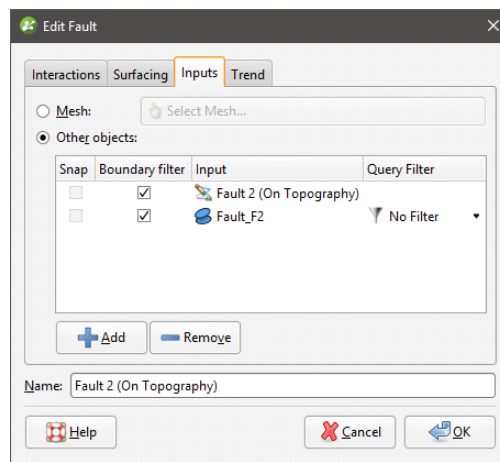 Edit Fault
Interactions Surfacing Inputs Trend
Mesh: Select Mesh...
Other objects:
Snap Boundary filter Input Query Filter
Fault 2 (On Topography)
Fault_F2 No Filter
Add Remove
Name: Fault 2 (On Topography)
Help Cancel OK